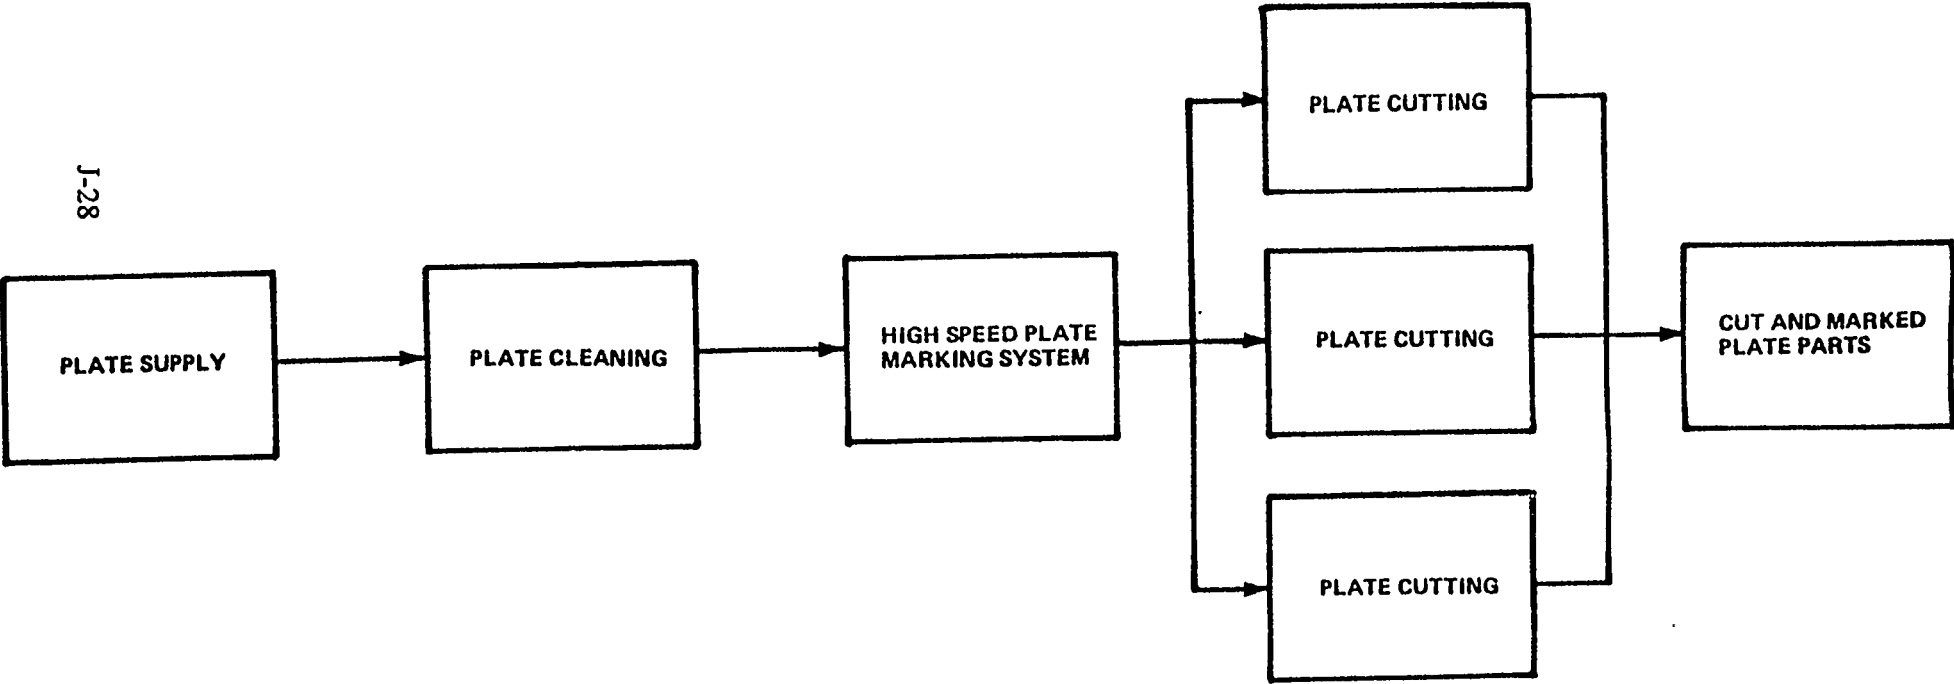 J-28
PLATE SUPPLY
PLATE CLEANING
HIGH SPEED PLATE
MARKING SYSTEM
PLATE CUTTING
PLATE CUTTING
PLATE CUTTING
CUT AND MARKED
PLATE PARTS